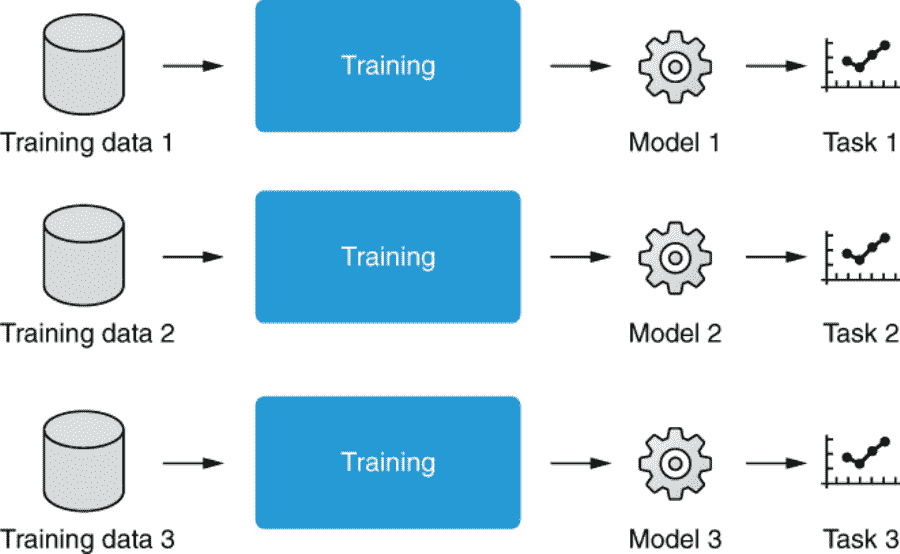 Training
Training data 1
Model 1
Task 1
Training
Training data 2
Model 2
Task 2
Training
Training data 3
Model 3
Task 3